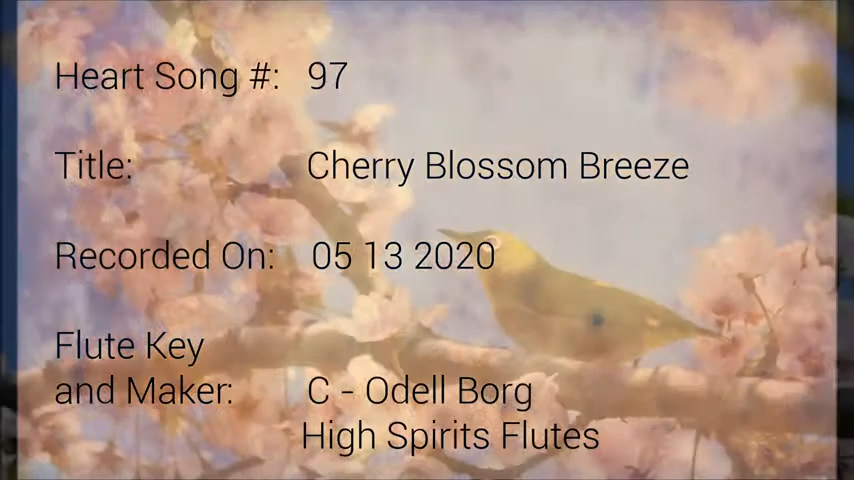 Heart Song #: 97
Title: Cherry Blossom Breeze
Recorded On: 05 13 2020
Flute Key
and Maker: C - Odell Borg
High Spirits Flutes